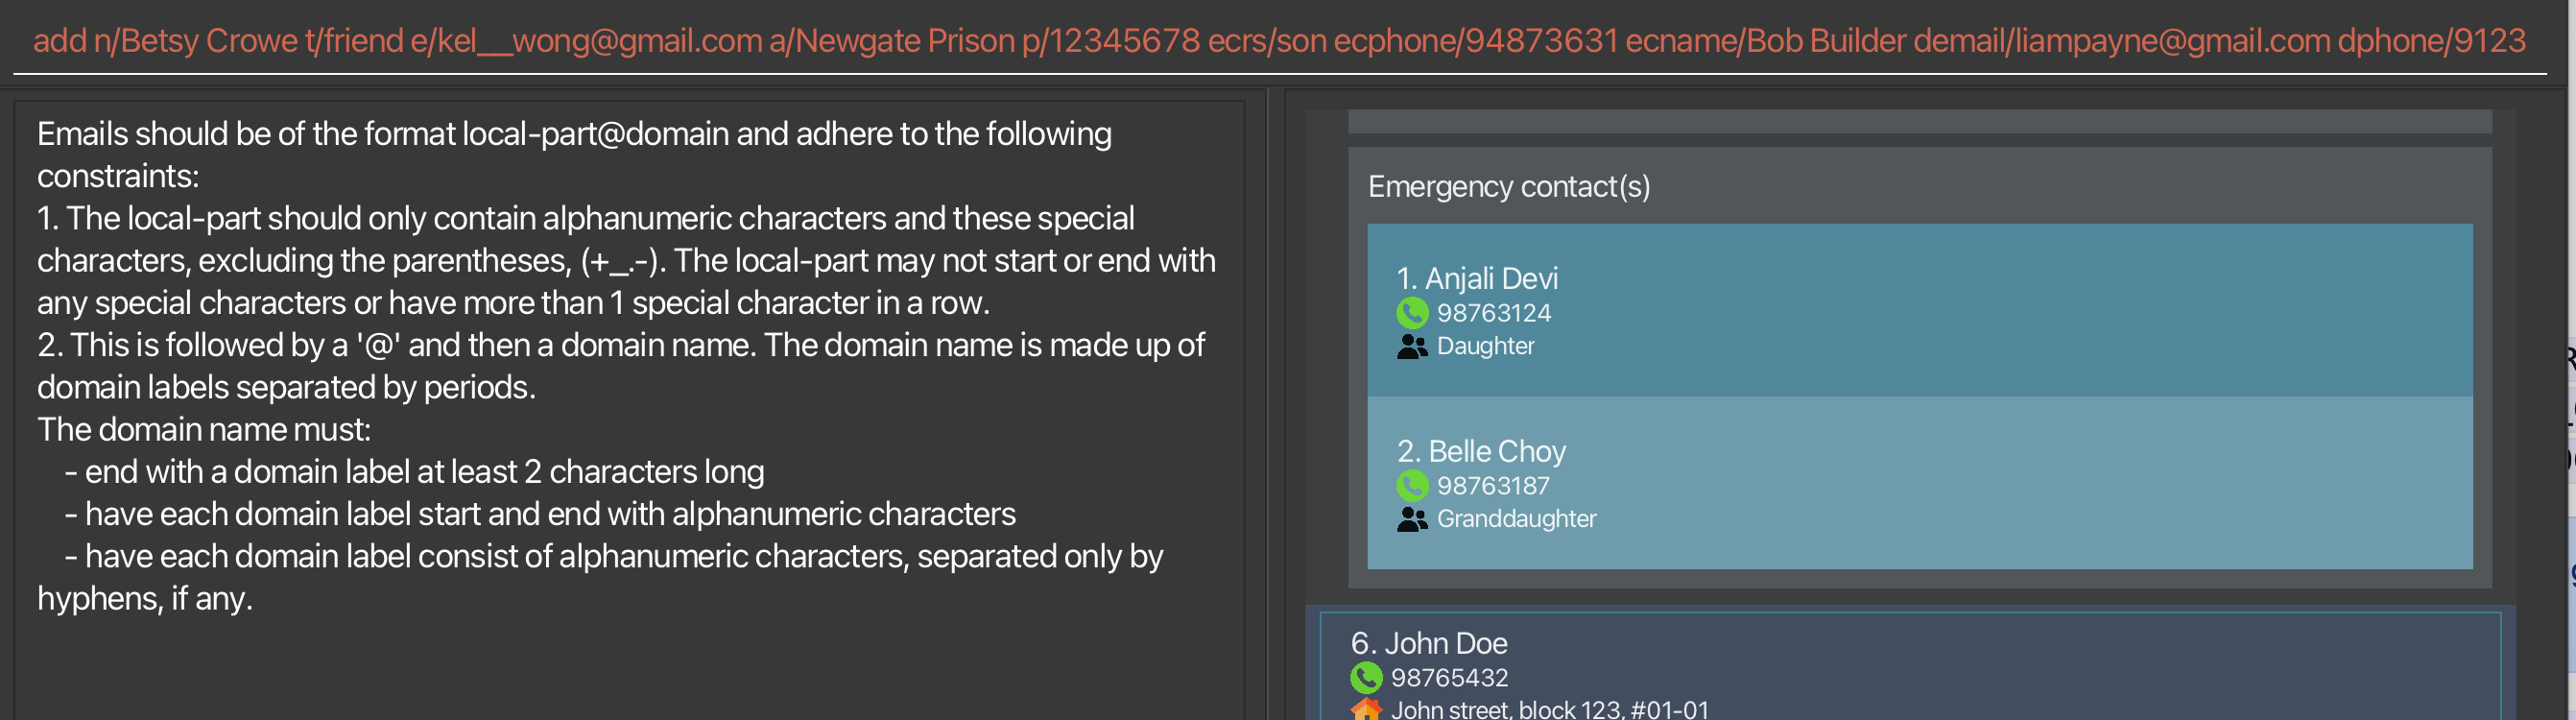 add n/Betsy Crowe t/friend e/kel__wong@gmail.com a/Newgate Prison p/12345678 ecrs/son ecphone/94873631 ecname/Bob Builder demail/liampayne@gmail.com dphone/9123
Emails should be of the format local-part@domain and adhere to the following
constraints:
1. The local-part should only contain alphanumeric characters and these special
characters, excluding the parentheses, (+_.-). The local-part may not start or end with
any special characters or have more than 1 special character in a row.
2. This is followed by a '@' and then a domain name. The domain name is made up of
domain labels separated by periods.
The domain name must:
- end with a domain label at least 2 characters long
- have each domain label start and end with alphanumeric characters
- have each domain label consist of alphanumeric characters, separated only by
hyphens, if any.
Emergency contact(s)
1. Anjali Devi
98763124
Daughter
2. Belle Choy
98763187
Granddaughter
6. John Doe
98765432
John street, block 123, #01-01